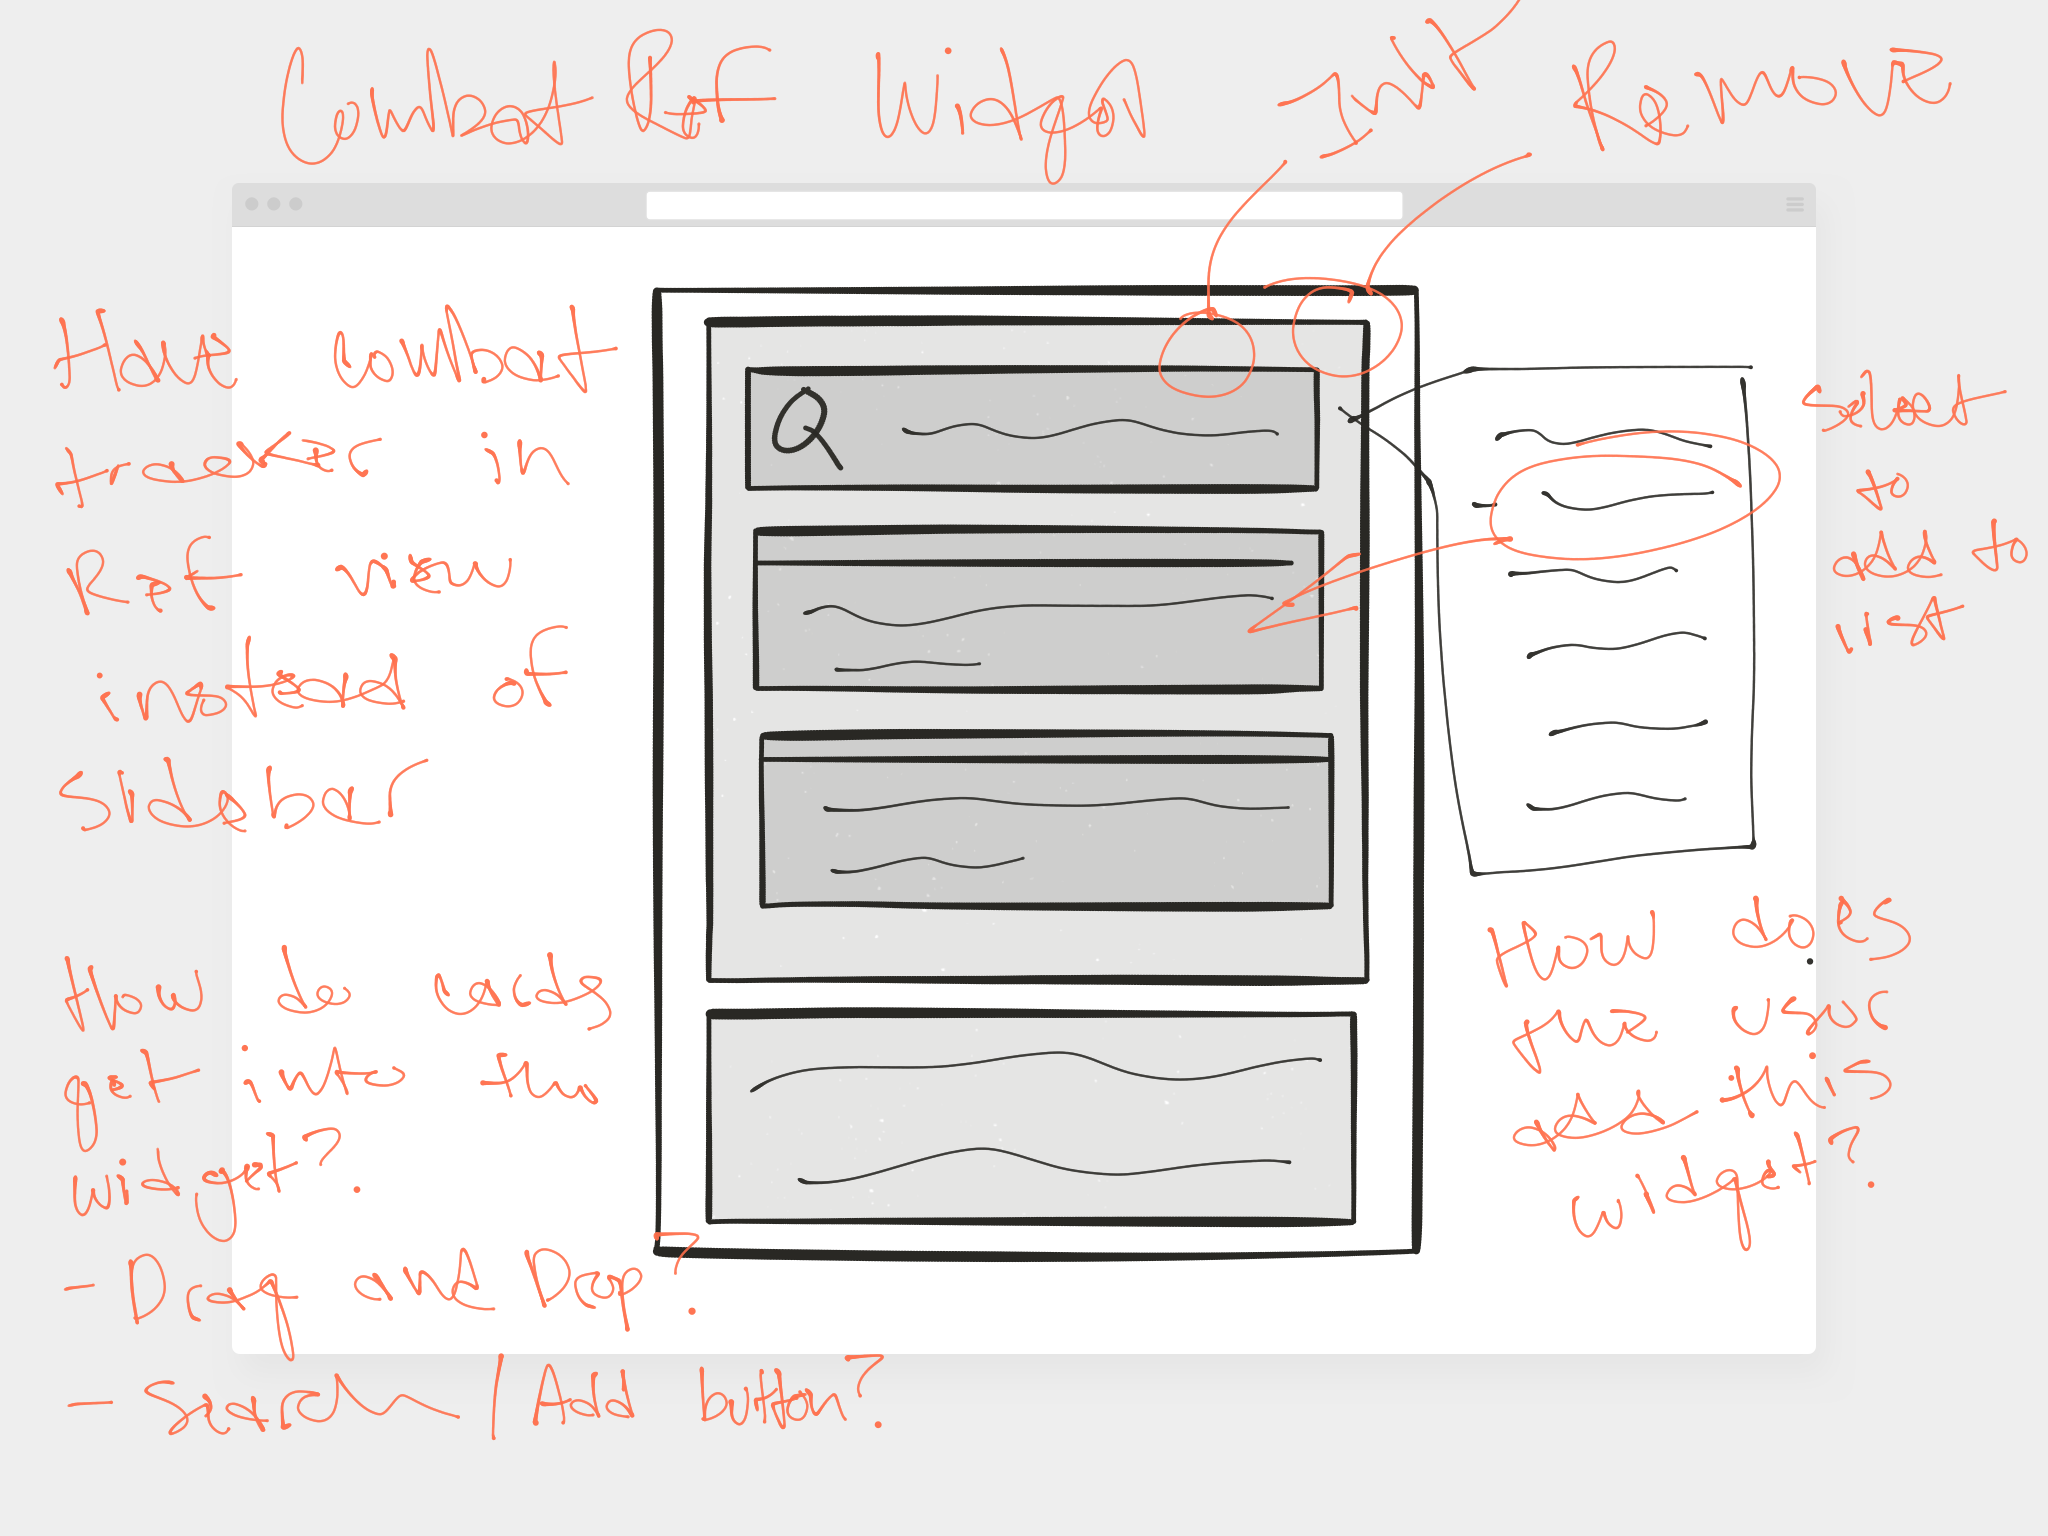 Combat Ref Widget
Init
Remove
Have combat
tracker in
Ref view
instead of
sidebar
select
to
add to
list
How do cards
get into the
widget?
- Drag and Drop?
- Search / Add button?
How does
the user
add this
widget?
Q